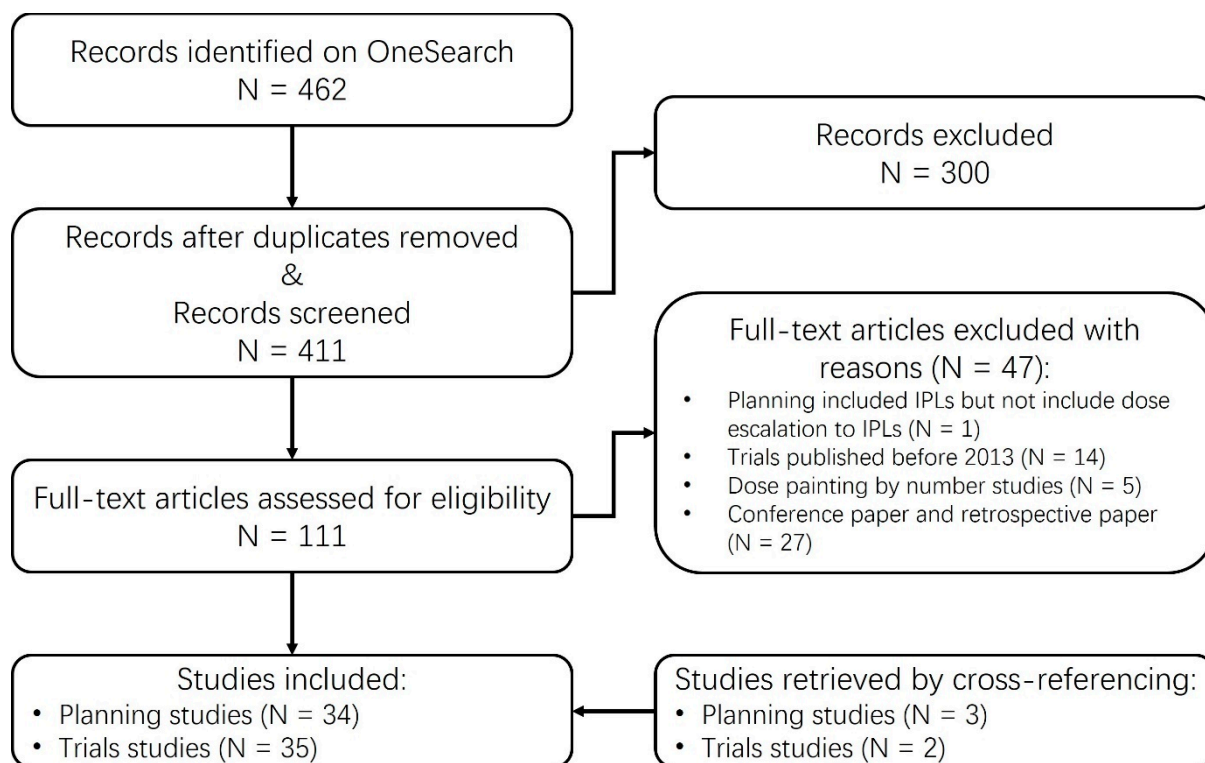 Records identified on OneSearch
N = 462
Records excluded
N = 300
Records after duplicates removed
&
Records screened
N = 411
Full-text articles excluded with
reasons (N = 47):
• Planning included IPLs but not include dose
escalation to IPLs (N = 1)
• Trials published before 2013 (N = 14)
• Dose painting by number studies (N = 5)
• Conference paper and retrospective paper
(N = 27)
Full-text articles assessed for eligibility
N = 111
Studies included:
• Planning studies (N = 34)
• Trials studies (N = 35)
Studies retrieved by cross-referencing:
• Planning studies (N = 3)
• Trials studies (N = 2)